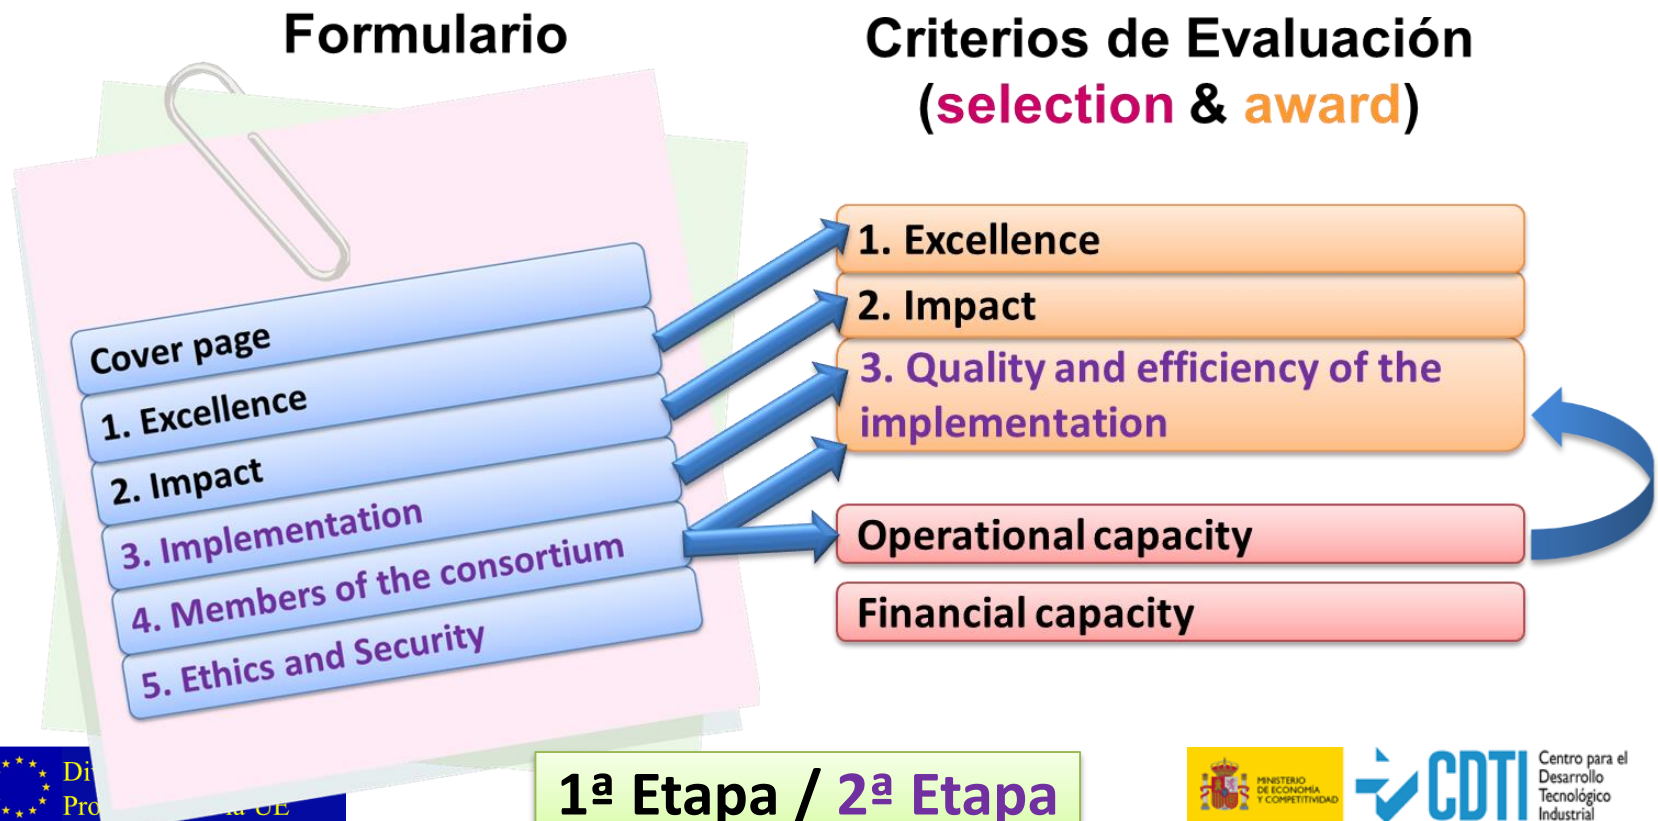 Formulario
Criterios de Evaluación
(selection & award)
Cover page
1. Excellence
2. Impact
3. Implementation
4. Members of the consortium
5. Ethics and Security
1. Excellence
2. Impact
3. Quality and efficiency of the
implementation
Operational capacity
Financial capacity
1ª Etapa / 2ª Etapa
MINISTERIO
DE ECONOMÍA
Y COMPETITIVIDAD
CDTI
Centro para el
Desarrollo
Tecnológico
Industrial